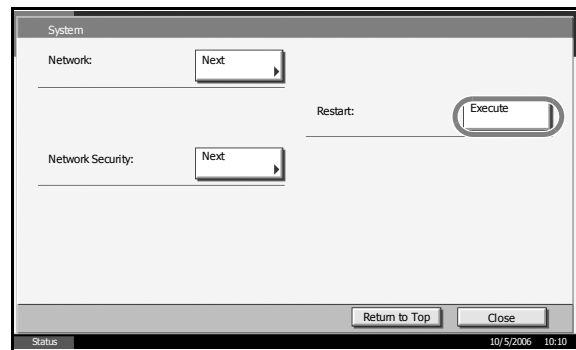 System
Network:
Next
Restart:
Execute
Network Security:
Next
Return to Top
Close
Status
10/5/2006 10:10